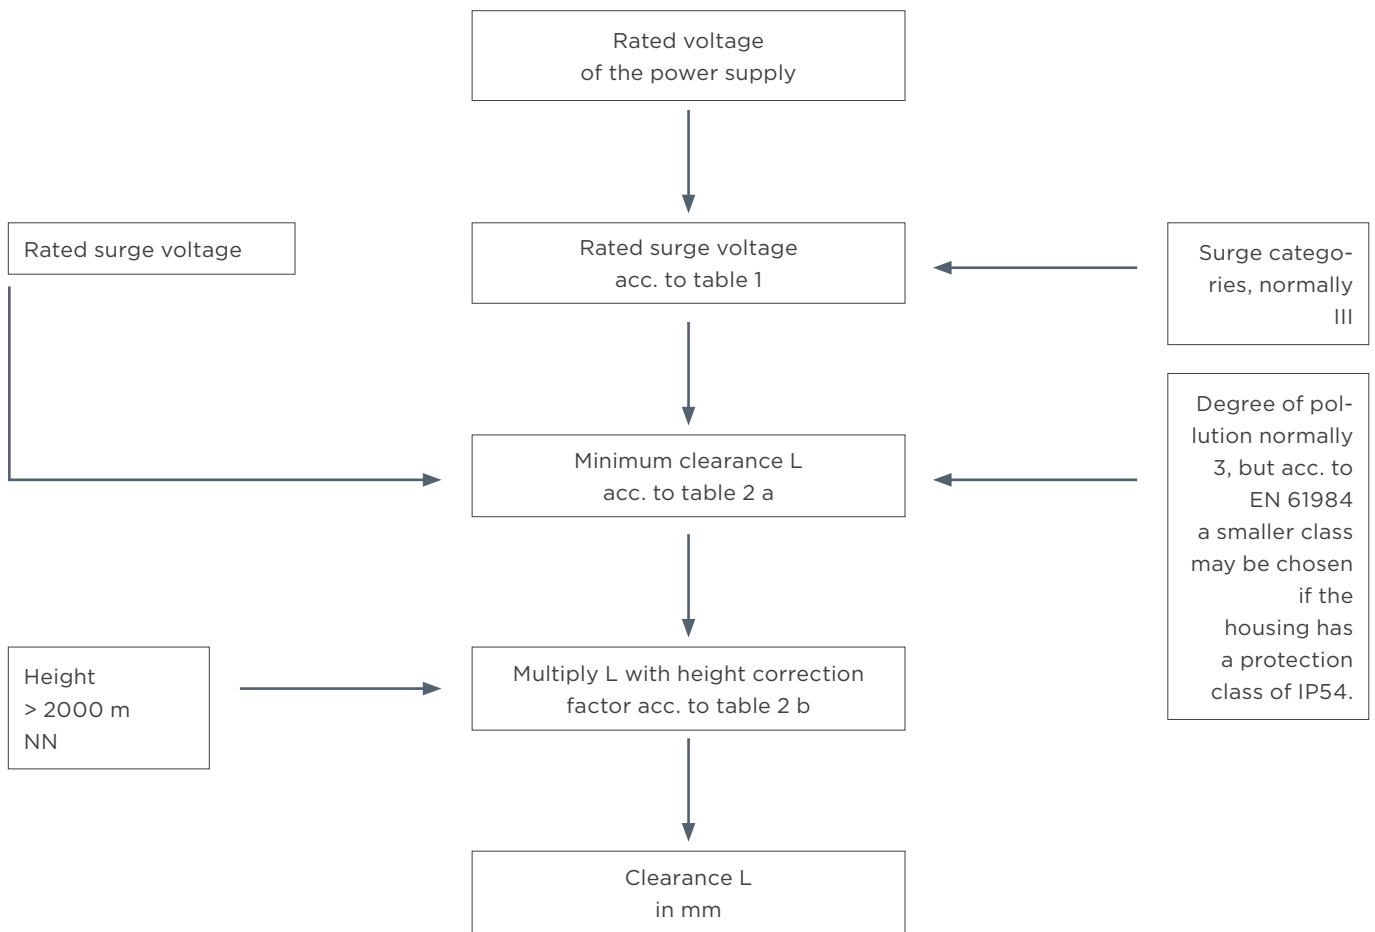 Rated voltage
of the power supply
Rated surge voltage
Rated surge voltage
acc. to table 1
Surge catego-
ries, normally
III
Minimum clearance L
acc. to table 2 a
Degree of pol-
lution normally
3, but acc. to
EN 61984
a smaller class
may be chosen
if the
housing has
a protection
class of IP54.
Height
> 2000 m
NN
Multiply L with height correction
factor acc. to table 2 b
Clearance L
in mm